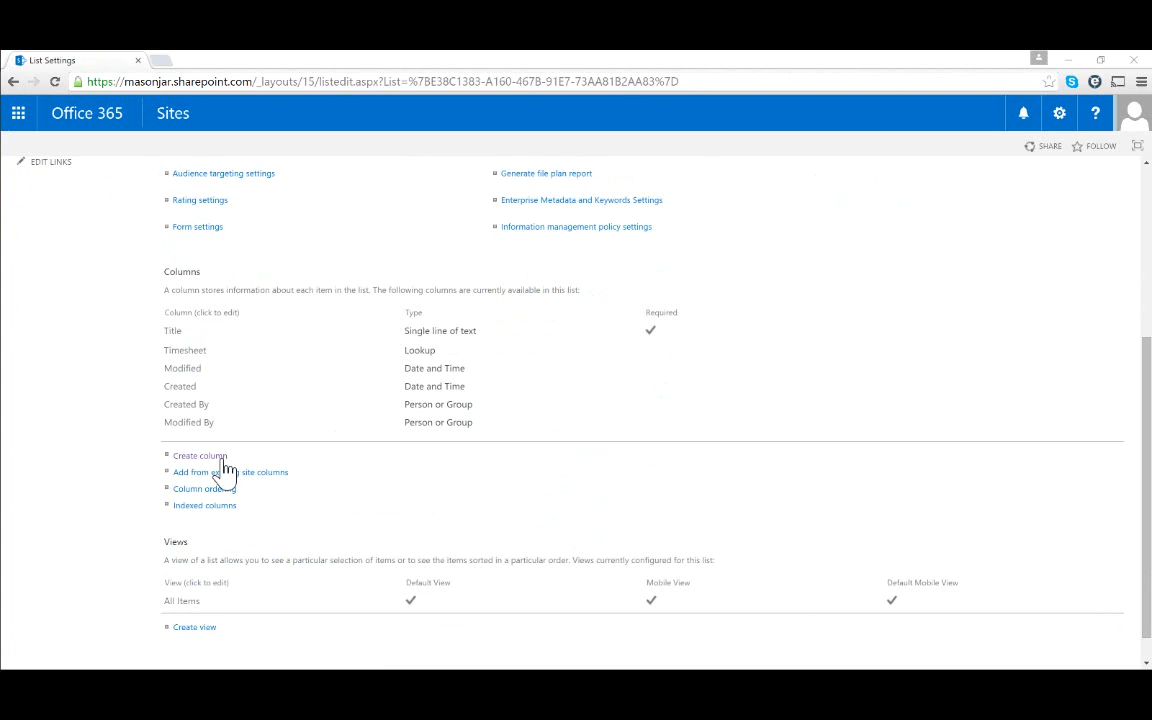 List Settings
https://masonjar.sharepoint.com/_layouts/15/listedit.aspx?List=%7BE38C1383-A160-467B-91E7-73AA81B2AA83%7D
Office 365 Sites ?
SHARE FOLLOW
EDIT LINKS
Audience targeting settings Generate file plan report
Rating settings Enterprise Metadata and Keywords Settings
Form settings Information management policy settings
Columns
A column stores information about each item in the list. The following columns are currently available in this list:
Column (click to edit) Type Required
Title Single line of text
Timesheet Lookup
Modified Date and Time
Created Date and Time
Created By Person or Group
Modified By Person or Group
Create column
Add from site columns
Column ordering
Indexed columns
Views
A view of a list allows you to see a particular selection of items or to see the items sorted in a particular order. Views currently configured for this list:
View (click to edit) Default View Mobile View Default Mobile View
All Items
Create view